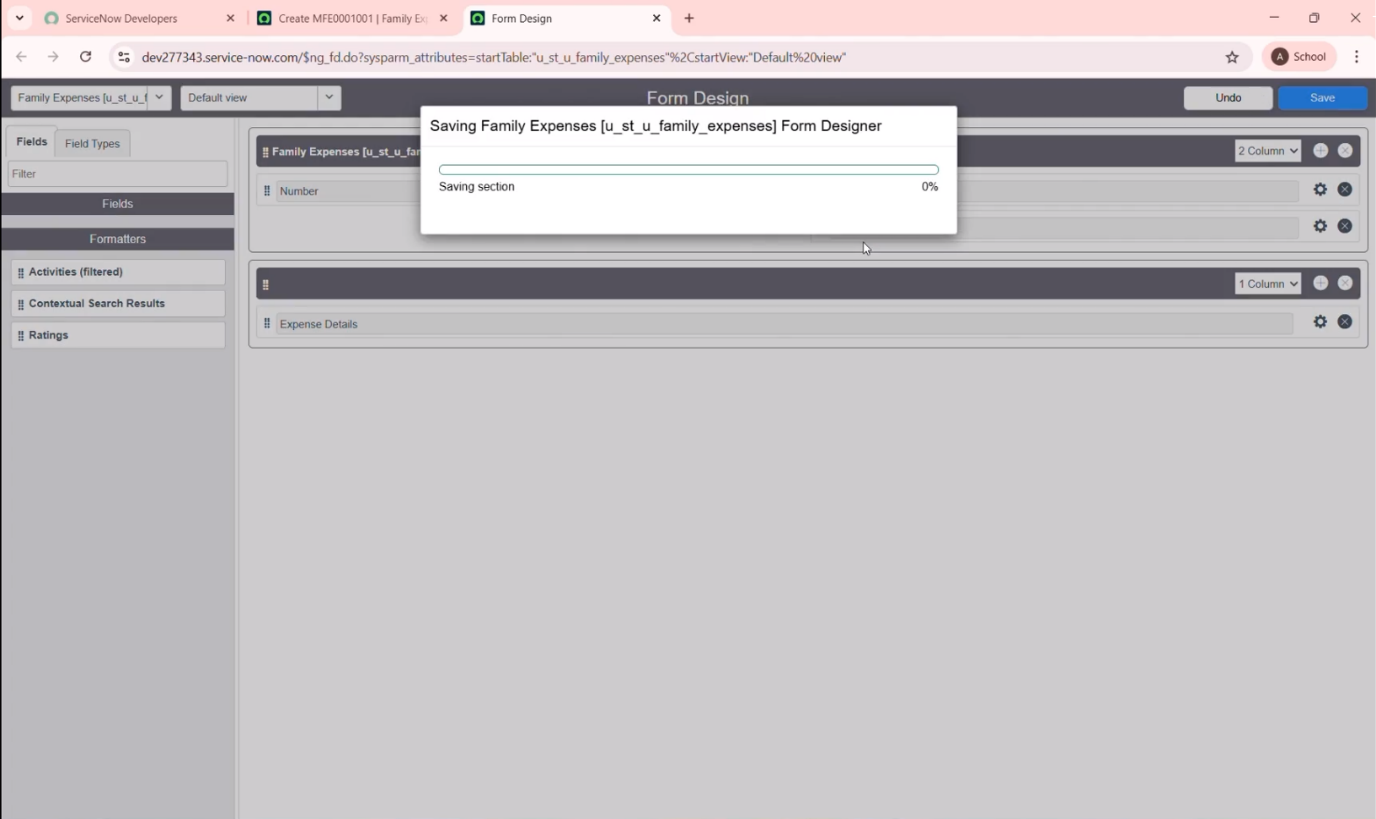 ServiceNow Developers
Create MFE0001001 | Family Ex
Form Design
dev277343.service-now.com/$ng_fd.do?sysparm_attributes=startTable:"u_st_u_family_expenses"%2CstartView:"Default%20view"
A School
Family Expenses [u_st_u_f
Default view
Form Design
Undo
Save
Saving Family Expenses [u_st_u_family_expenses] Form Designer
Saving section
0%
Fields
Field Types
Filter
Fields
Formatters
Activities (filtered)
Contextual Search Results
Ratings
Family Expenses [u_st_u_far
2 Column
Number
1 Column
Expense Details